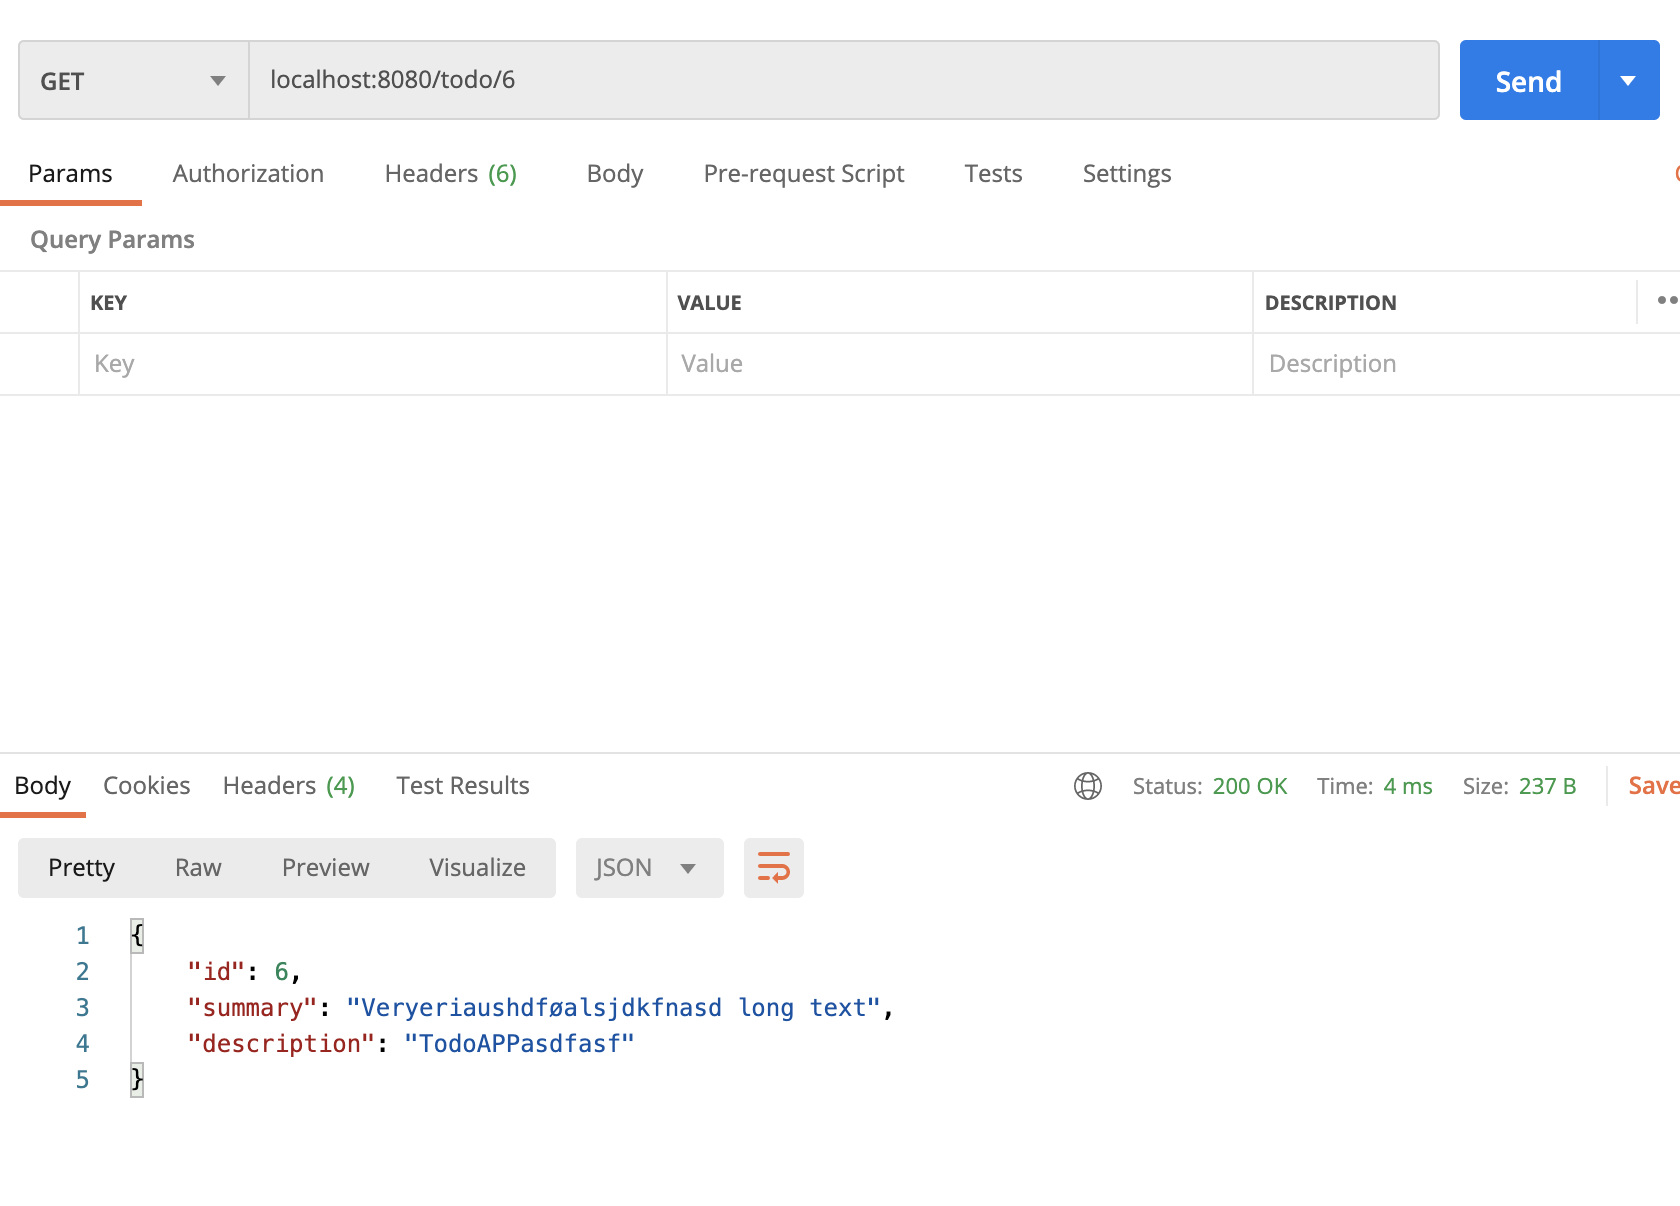 GET localhost:8080/todo/6 Send
Params Authorization Headers (6) Body Pre-request Script Tests Settings
Query Params
KEY VALUE DESCRIPTION
Key Value Description
Body Cookies Headers (4) Test Results Status: 200 OK Time: 4 ms Size: 237 B Save
Pretty Raw Preview Visualize JSON
1 {
2 "id": 6,
3 "summary": "Veryeriaushdføalsjdkfnasd long text",
4 "description": "TodoAPPasdfasf"
5 }